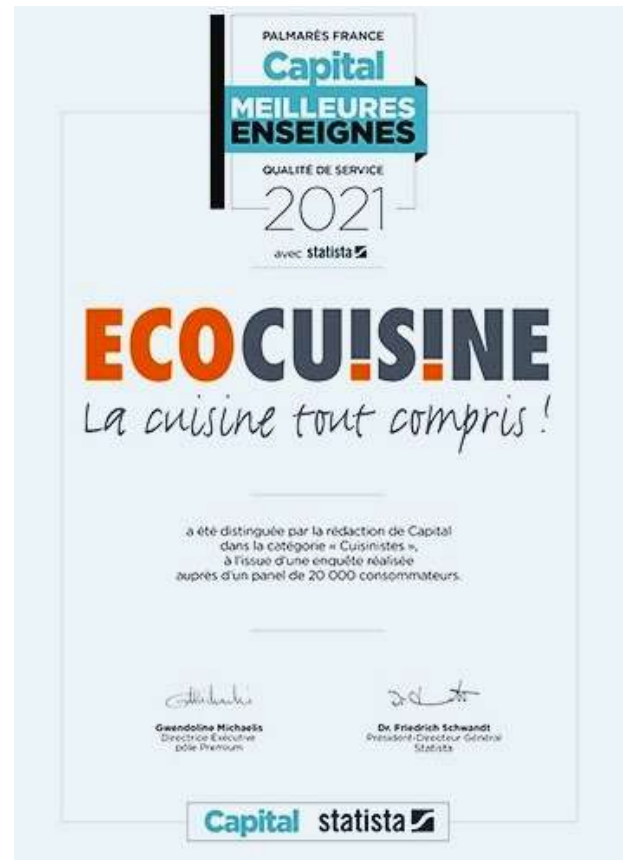 PALMARÈS FRANCE
Capital
MEILLEURES
ENSEIGNES
QUALITÉ DE SERVICE
2021
avec statista
ECOCUISINE
La cuisine tout compris !
a été distinguée par la rédaction de Capital
dans la catégorie « Cuisinistes »,
à l'issue d'une enquête réalisée
auprès d'un panel de 20 000 consommateurs.
Gwendoline Michaelis
Directrice Exécutive
pôle Premium
Dr. Friedrich Schwandt
Président-Directeur Général
Statista
Capital statista